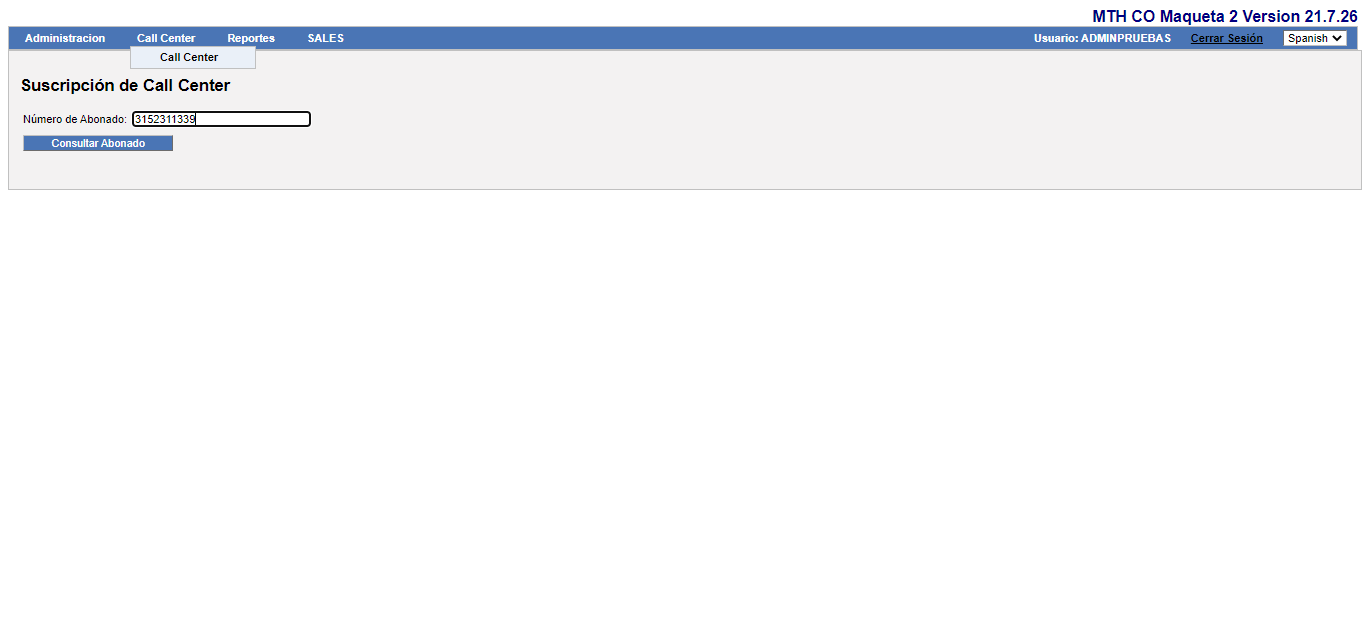 MTH CO Maqueta 2 Version 21.7.26
Administracion Call Center Reportes SALES Usuario: ADMINPRUEBAS Cerrar Sesión Spanish
Call Center
Suscripción de Call Center
Número de Abonado: 3152311339
Consultar Abonado